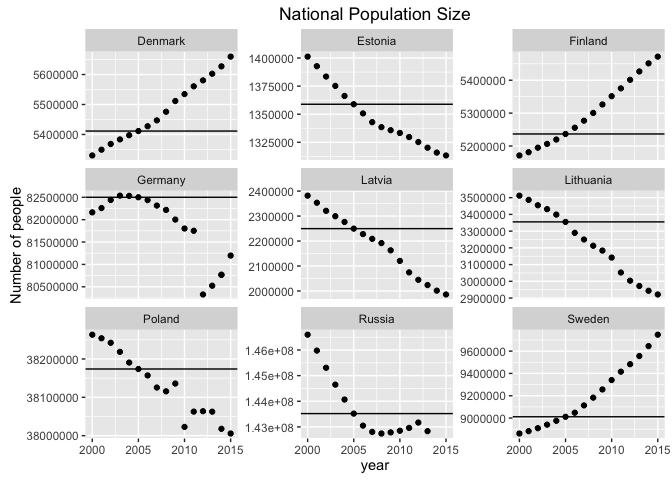 National Population Size
Number of people
Denmark
5600000
5500000
5400000
Estonia
1400000
1375000
1350000
1325000
Finland
5400000
5300000
5200000
Germany
82500000
82000000
81500000
81000000
80500000
Latvia
2400000
2300000
2200000
2100000
2000000
Lithuania
3500000
3400000
3300000
3200000
3100000
3000000
2900000
Poland
38200000
38100000
38000000
2000 2005 2010 2015
Russia
1.46e+08
1.45e+08
1.44e+08
1.43e+08
2000 2005 2010 2015
Sweden
9600000
9300000
9000000
2000 2005 2010 2015
year